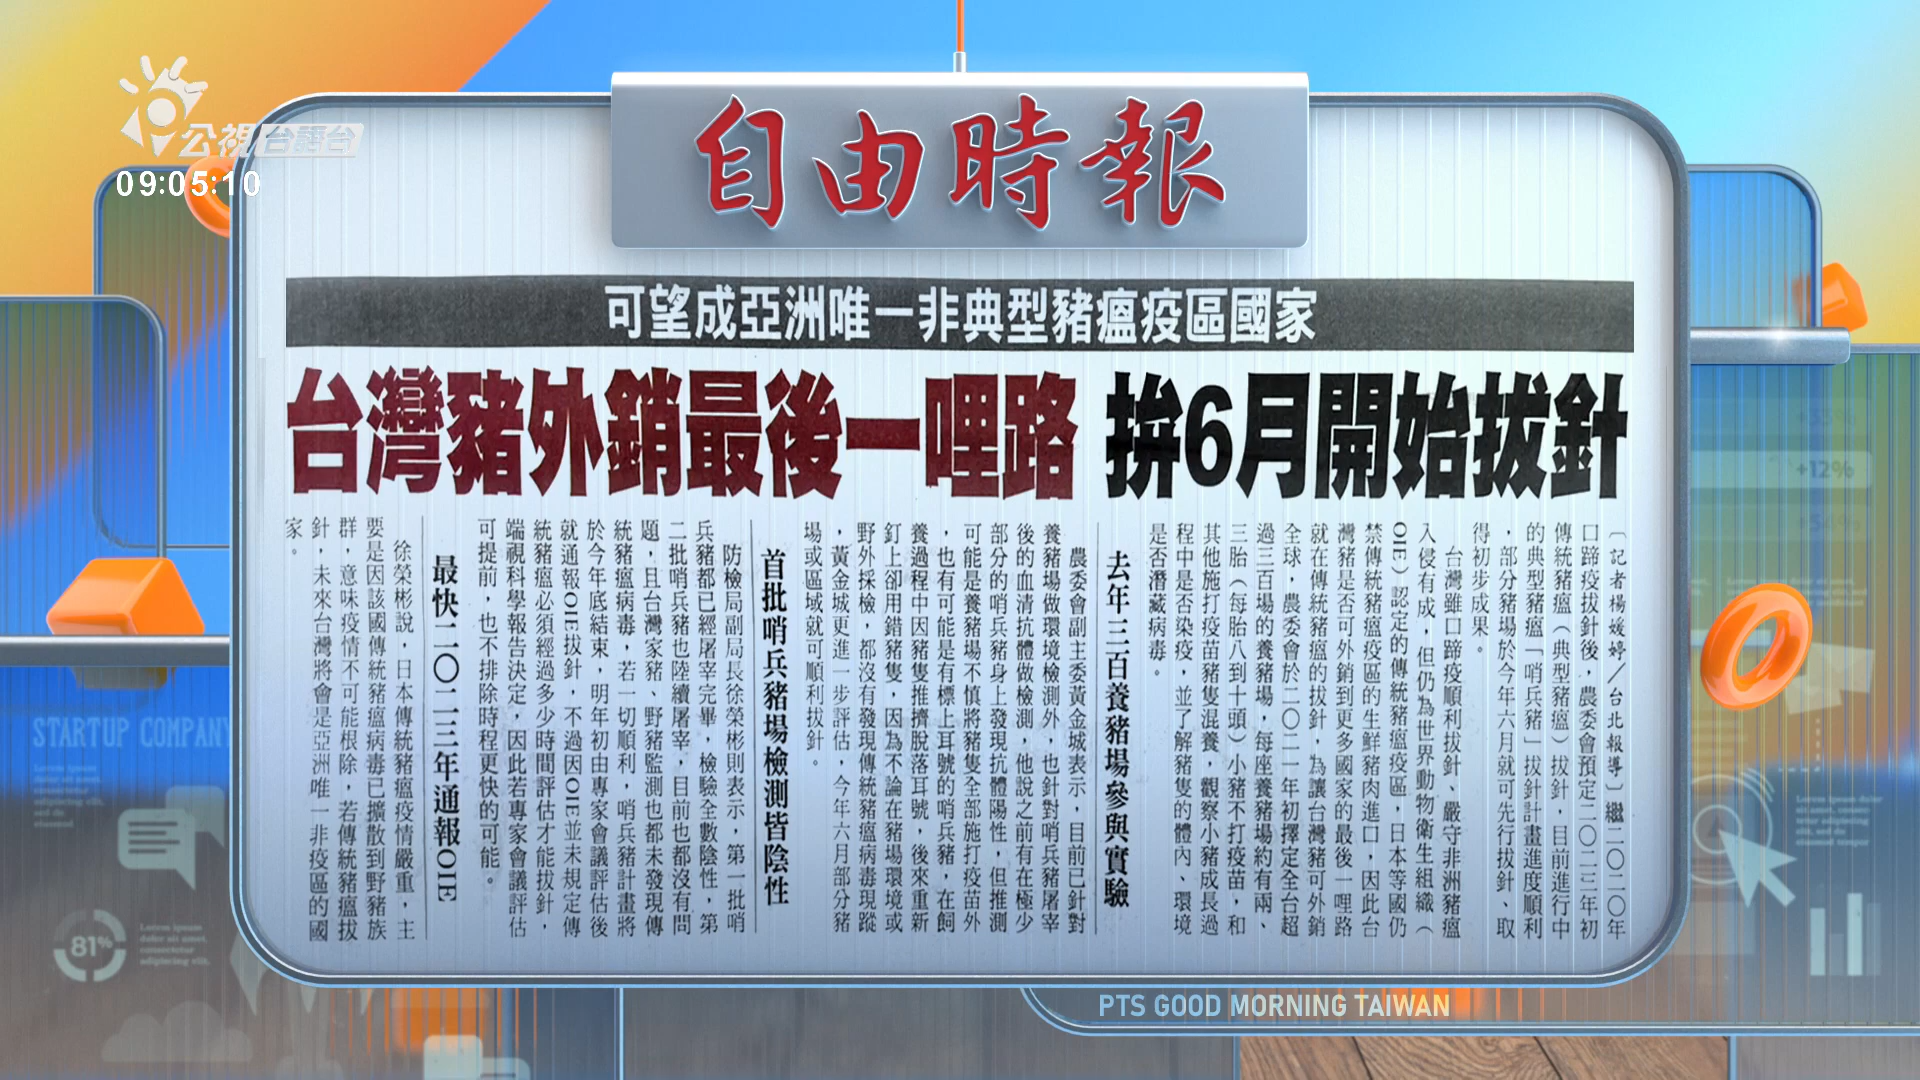 公視台語台
09:05:10
自由時報
可望成亞洲唯一非典型豬瘟疫區國家
台灣豬外銷最後一哩路 拚6月開始拔針
〔記者楊媛婷／台北報導〕繼二〇二〇年
口蹄疫拔針後，農委會預定二〇二三年初
傳統豬瘟（典型豬瘟）拔針，目前進行中
的典型豬瘟「哨兵豬」拔針計畫進度順利
，部分豬場於今年六月就可先行拔針、取
得初步成果。
台灣雖口蹄疫順利拔針、嚴守非洲豬瘟
入侵有成，但仍為世界動物衛生組織（
OIE）認定的傳統豬瘟疫區，日本等國仍
禁傳統豬瘟疫區的生鮮豬肉進口，因此台
灣豬是否可外銷到更多國家的最後一哩路
就在傳統豬瘟的拔針，為讓台灣豬可外銷
全球，農委會於二〇二一年初擇定全台超
過三百場的養豬場，每座養豬場約有兩、
三胎（每胎八到十頭）小豬不打疫苗，和
其他施打疫苗豬隻混養，觀察小豬成長過
程中是否染疫，並了解豬隻的體內、環境
是否潛藏病毒。
去年三百養豬場參與實驗
農委會副主委黃金城表示，目前已針對
養豬場做環境檢測外，也針對哨兵豬屠宰
後的血清抗體做檢測，他說之前有在極少
部分的哨兵豬身上發現抗體陽性，但推測
可能是養豬場不慎將豬隻全部施打疫苗外
，也有可能是有標上耳號的哨兵豬，在飼
養過程中因豬隻推擠脫落耳號，後來重新
釘上卻用錯豬隻，因為不論在豬場環境或
野外採檢，都沒有發現傳統豬瘟病毒現蹤
，黃金城更進一步評估，今年六月部分豬
場或區域就可順利拔針。
首批哨兵豬場檢測皆陰性
防檢局副局長徐榮彬則表示，第一批哨
兵豬都已經屠宰完畢，檢驗全數陰性，第
二批哨兵豬也陸續屠宰，目前也都沒有問
題，且台灣家豬、野豬監測也都未發現傳
統豬瘟病毒，若一切順利，哨兵豬計畫將
於今年底結束，明年初由專家會議評估後
就通報OIE拔針，不過因OIE並未規定傳
統豬瘟必須經過多少時間評估才能拔針，
端視科學報告決定，因此若專家會議評估
可提前，也不排除時程更快的可能。
最快二〇二三年通報OIE
徐榮彬說，日本傳統豬瘟疫情嚴重，主
要是因該國傳統豬瘟病毒已擴散到野豬族
群，意味疫情不可能根除，若傳統豬瘟拔
針，未來台灣將會是亞洲唯一非疫區的國
家。
STARTUP COMPANY
81%
+12%
PTS GOOD MORNING TAIWAN